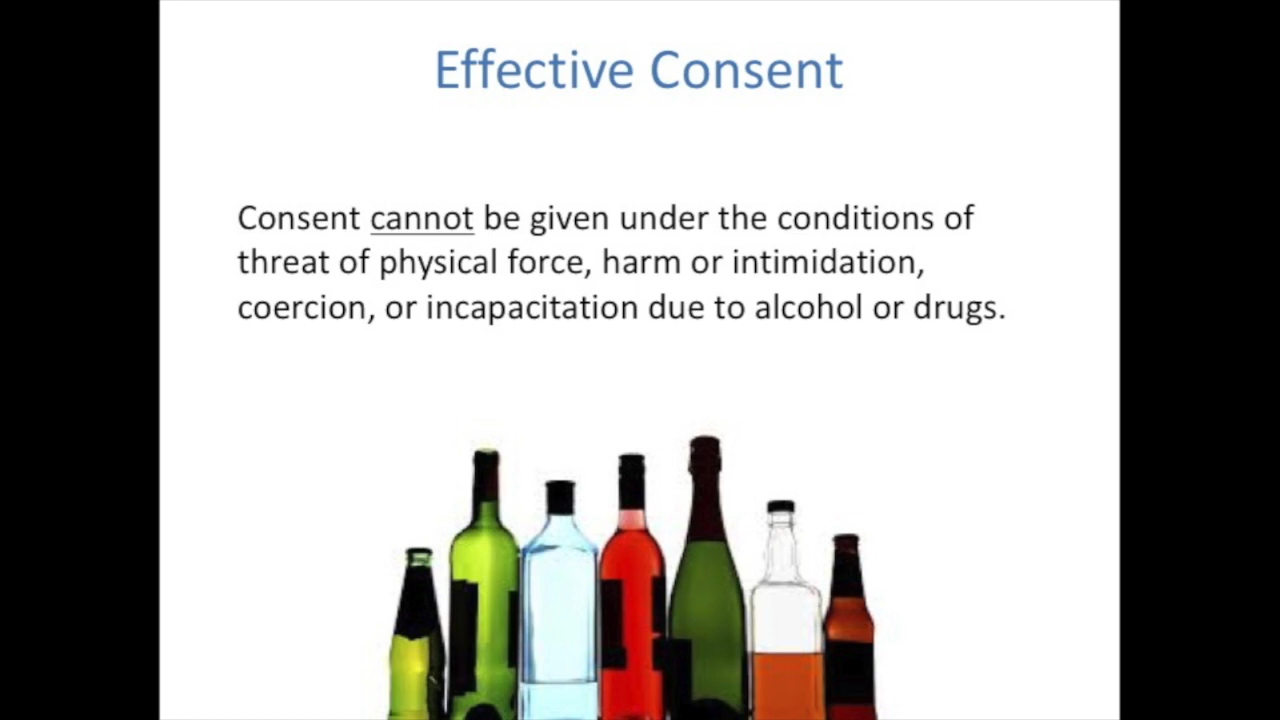 Effective Consent
Consent cannot be given under the conditions of
threat of physical force, harm or intimidation,
coercion, or incapacitation due to alcohol or drugs.